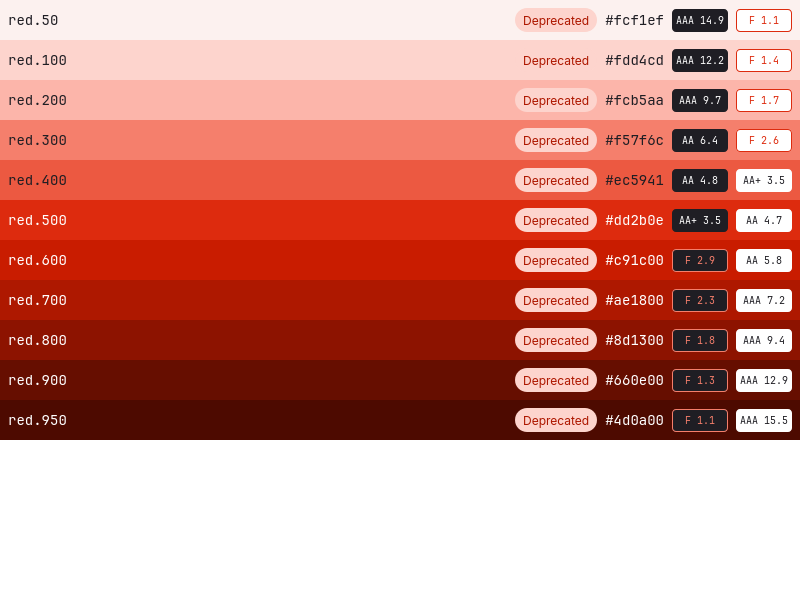 red.50 Deprecated #fcf1ef AAA 14.9 F 1.1
red.100 Deprecated #fdd4cd AAA 12.2 F 1.4
red.200 Deprecated #fcb5aa AAA 9.7 F 1.7
red.300 Deprecated #f57f6c AA 6.4 F 2.6
red.400 Deprecated #ec5941 AA 4.8 AA+ 3.5
red.500 Deprecated #dd2b0e AA+ 3.5 AA 4.7
red.600 Deprecated #c91c00 F 2.9 AA 5.8
red.700 Deprecated #ae1800 F 2.3 AAA 7.2
red.800 Deprecated #8d1300 F 1.8 AAA 9.4
red.900 Deprecated #660e00 F 1.3 AAA 12.9
red.950 Deprecated #4d0a00 F 1.1 AAA 15.5